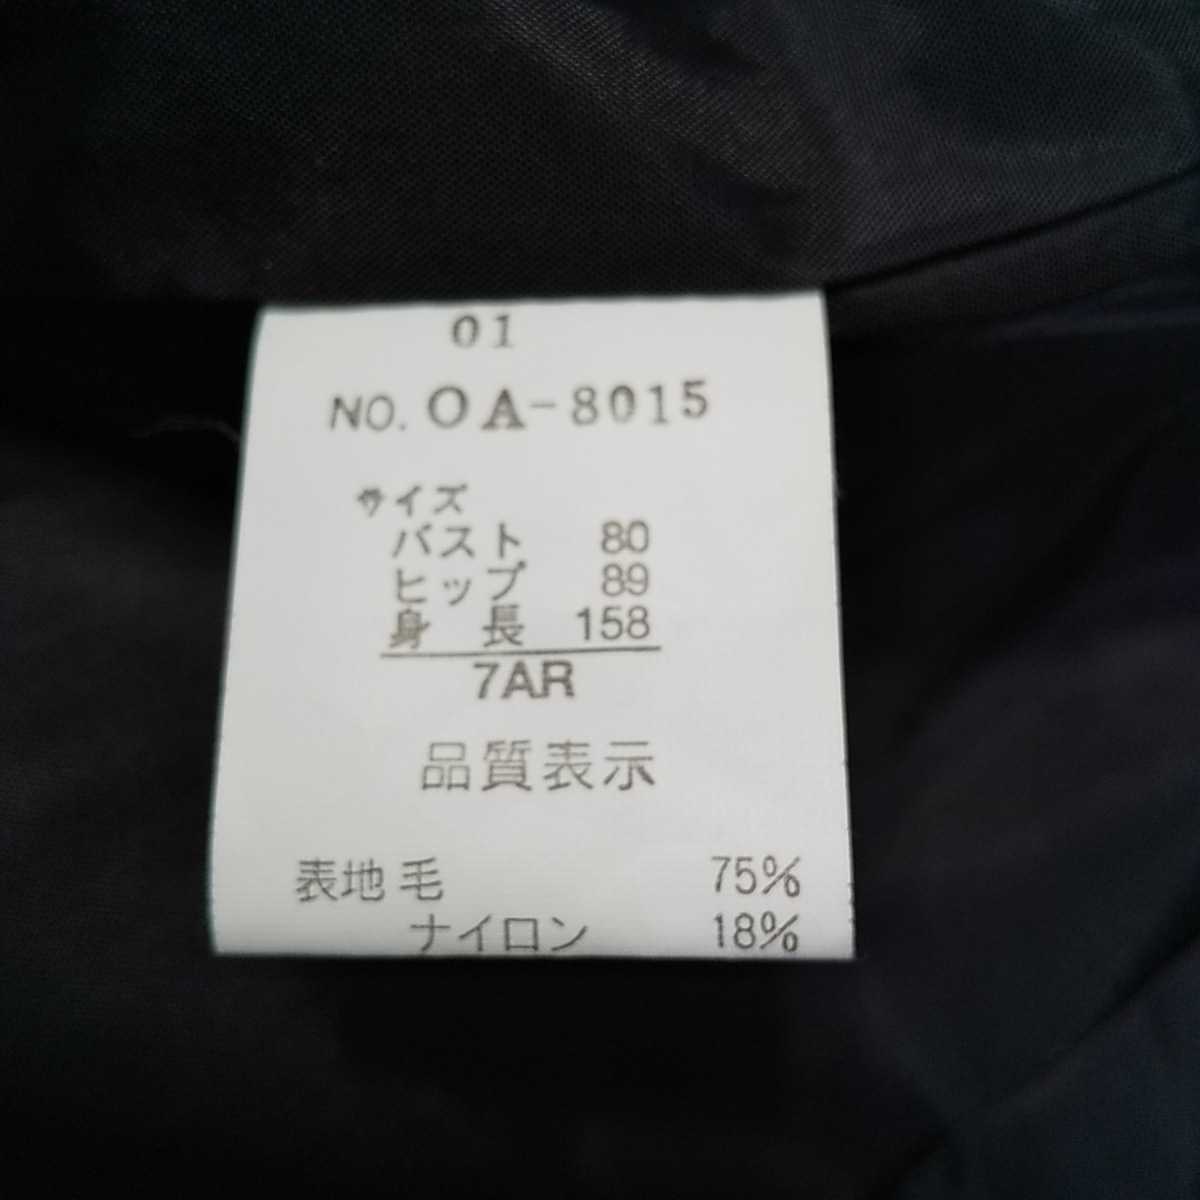 01
NO. OA-8015
サイズ
バスト 80
ヒップ 89
身 長 158
7AR
品質表示
表地 毛 75%
ナイロン 18%